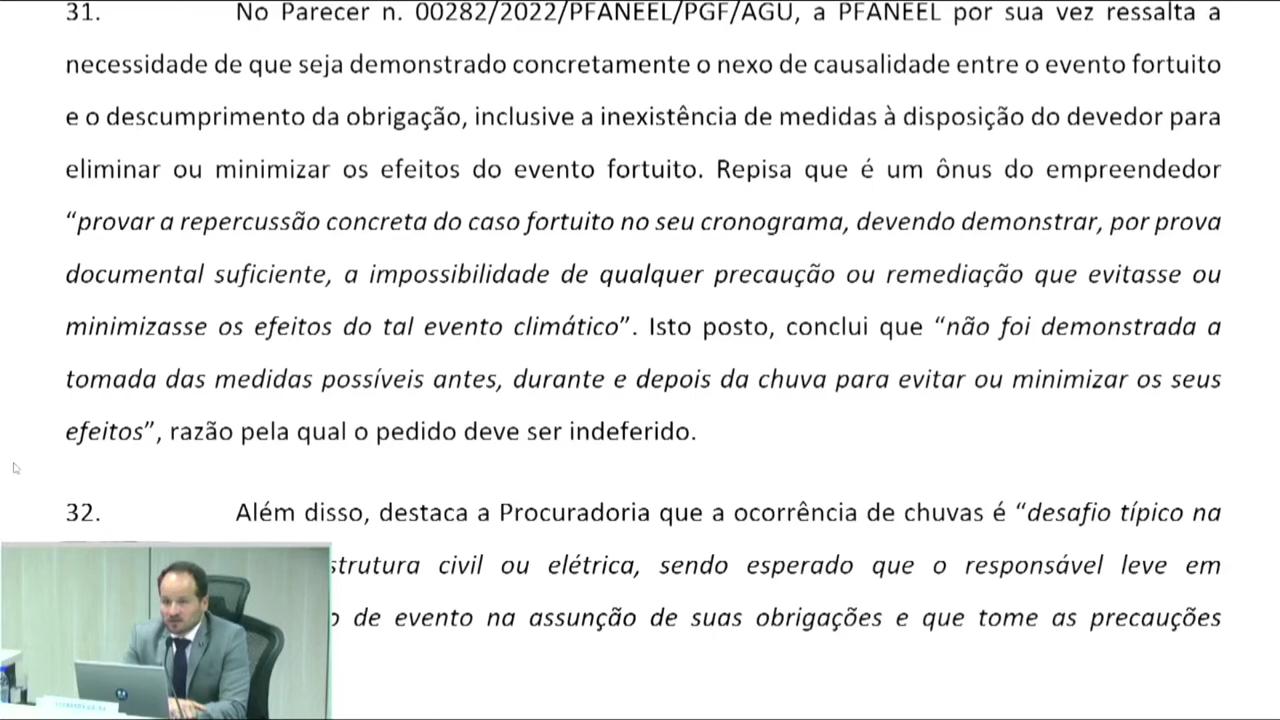 31. No Parecer n. 00282/2022/PFANEEL/PGF/AGU, a PFANEEL por sua vez ressalta a
necessidade de que seja demonstrado concretamente o nexo de causalidade entre o evento fortuito
e o descumprimento da obrigação, inclusive a inexistência de medidas à disposição do devedor para
eliminar ou minimizar os efeitos do evento fortuito. Repisa que é um ônus do empreendedor
“provar a repercussão concreta do caso fortuito no seu cronograma, devendo demonstrar, por prova
documental suficiente, a impossibilidade de qualquer precaução ou remediação que evitasse ou
minimizasse os efeitos do tal evento climático”. Isto posto, conclui que “não foi demonstrada a
tomada das medidas possíveis antes, durante e depois da chuva para evitar ou minimizar os seus
efeitos”, razão pela qual o pedido deve ser indeferido.
32. Além disso, destaca a Procuradoria que a ocorrência de chuvas é “desafio típico na
strutura civil ou elétrica, sendo esperado que o responsável leve em
o de evento na assunção de suas obrigações e que tome as precauções